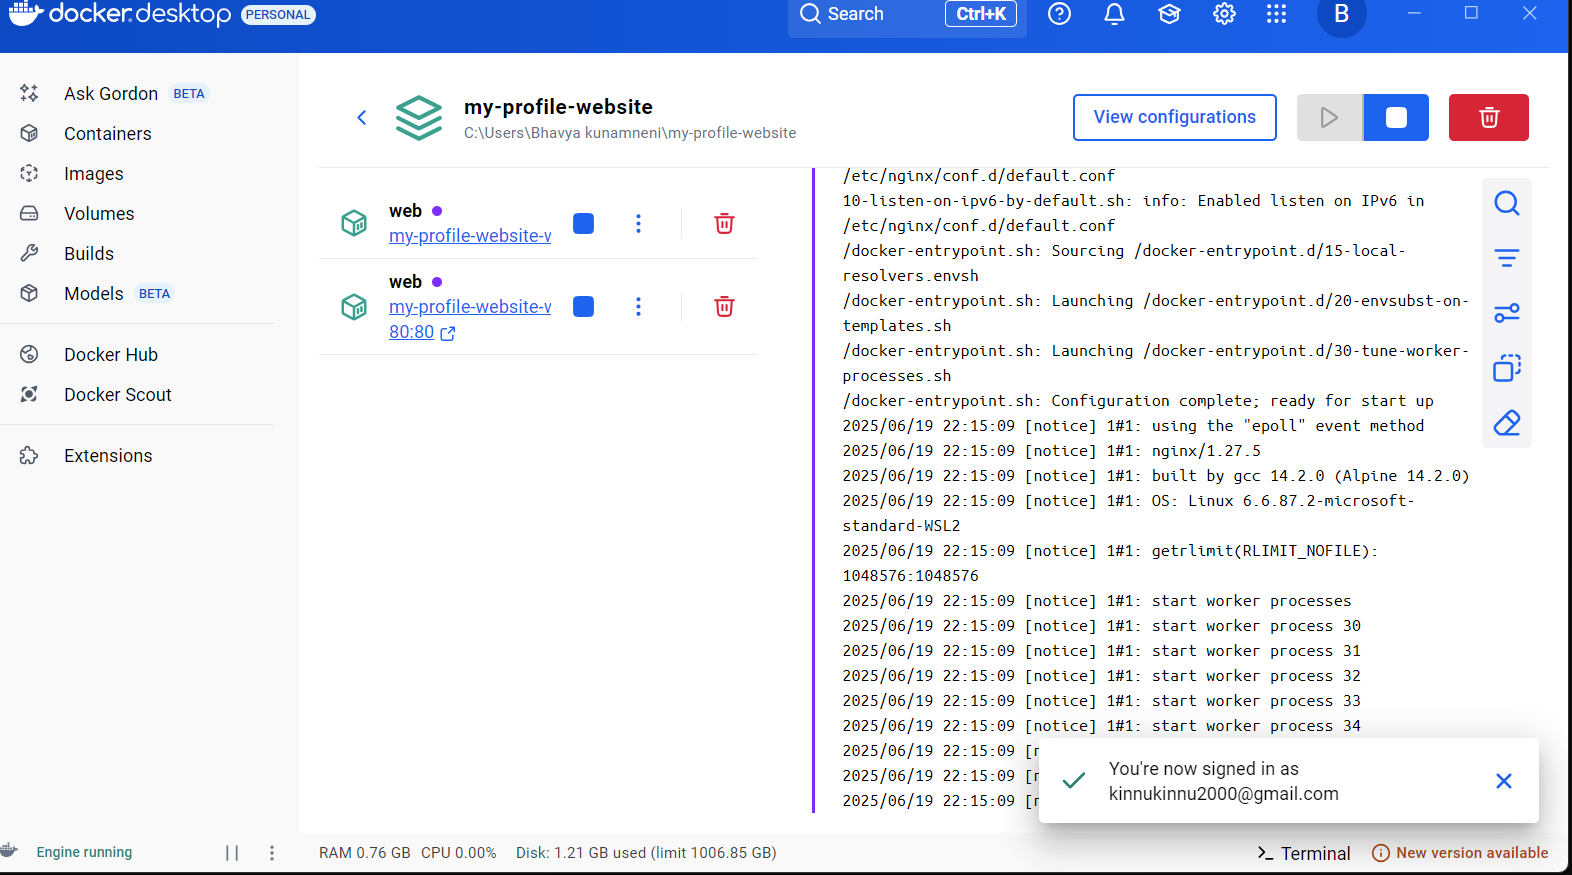 docker.desktop PERSONAL
Search Ctrl+K
B
Ask Gordon BETA
Containers
Images
Volumes
Builds
Models BETA
Docker Hub
Docker Scout
Extensions
my-profile-website
C:\Users\Bhavya kunamneni\my-profile-website
View configurations
web
my-profile-website-v
web
my-profile-website-v
80:80
/etc/nginx/conf.d/default.conf
10-listen-on-ipv6-by-default.sh: info: Enabled listen on IPv6 in
/etc/nginx/conf.d/default.conf
/docker-entrypoint.sh: Sourcing /docker-entrypoint.d/15-local-
resolvers.envsh
/docker-entrypoint.sh: Launching /docker-entrypoint.d/20-envsubst-on-
templates.sh
/docker-entrypoint.sh: Launching /docker-entrypoint.d/30-tune-worker-
processes.sh
/docker-entrypoint.sh: Configuration complete; ready for start up
2025/06/19 22:15:09 [notice] 1#1: using the "epoll" event method
2025/06/19 22:15:09 [notice] 1#1: nginx/1.27.5
2025/06/19 22:15:09 [notice] 1#1: built by gcc 14.2.0 (Alpine 14.2.0)
2025/06/19 22:15:09 [notice] 1#1: OS: Linux 6.6.87.2-microsoft-
standard-WSL2
2025/06/19 22:15:09 [notice] 1#1: getrlimit(RLIMIT_NOFILE):
1048576:1048576
2025/06/19 22:15:09 [notice] 1#1: start worker processes
2025/06/19 22:15:09 [notice] 1#1: start worker process 30
2025/06/19 22:15:09 [notice] 1#1: start worker process 31
2025/06/19 22:15:09 [notice] 1#1: start worker process 32
2025/06/19 22:15:09 [notice] 1#1: start worker process 33
2025/06/19 22:15:09 [notice] 1#1: start worker process 34
2025/06/19 22:15:09
2025/06/19 22:15:09
2025/06/19 22:15:09
You're now signed in as
kinnukinnu2000@gmail.com
Engine running
RAM 0.76 GB CPU 0.00% Disk: 1.21 GB used (limit 1006.85 GB)
Terminal
New version available